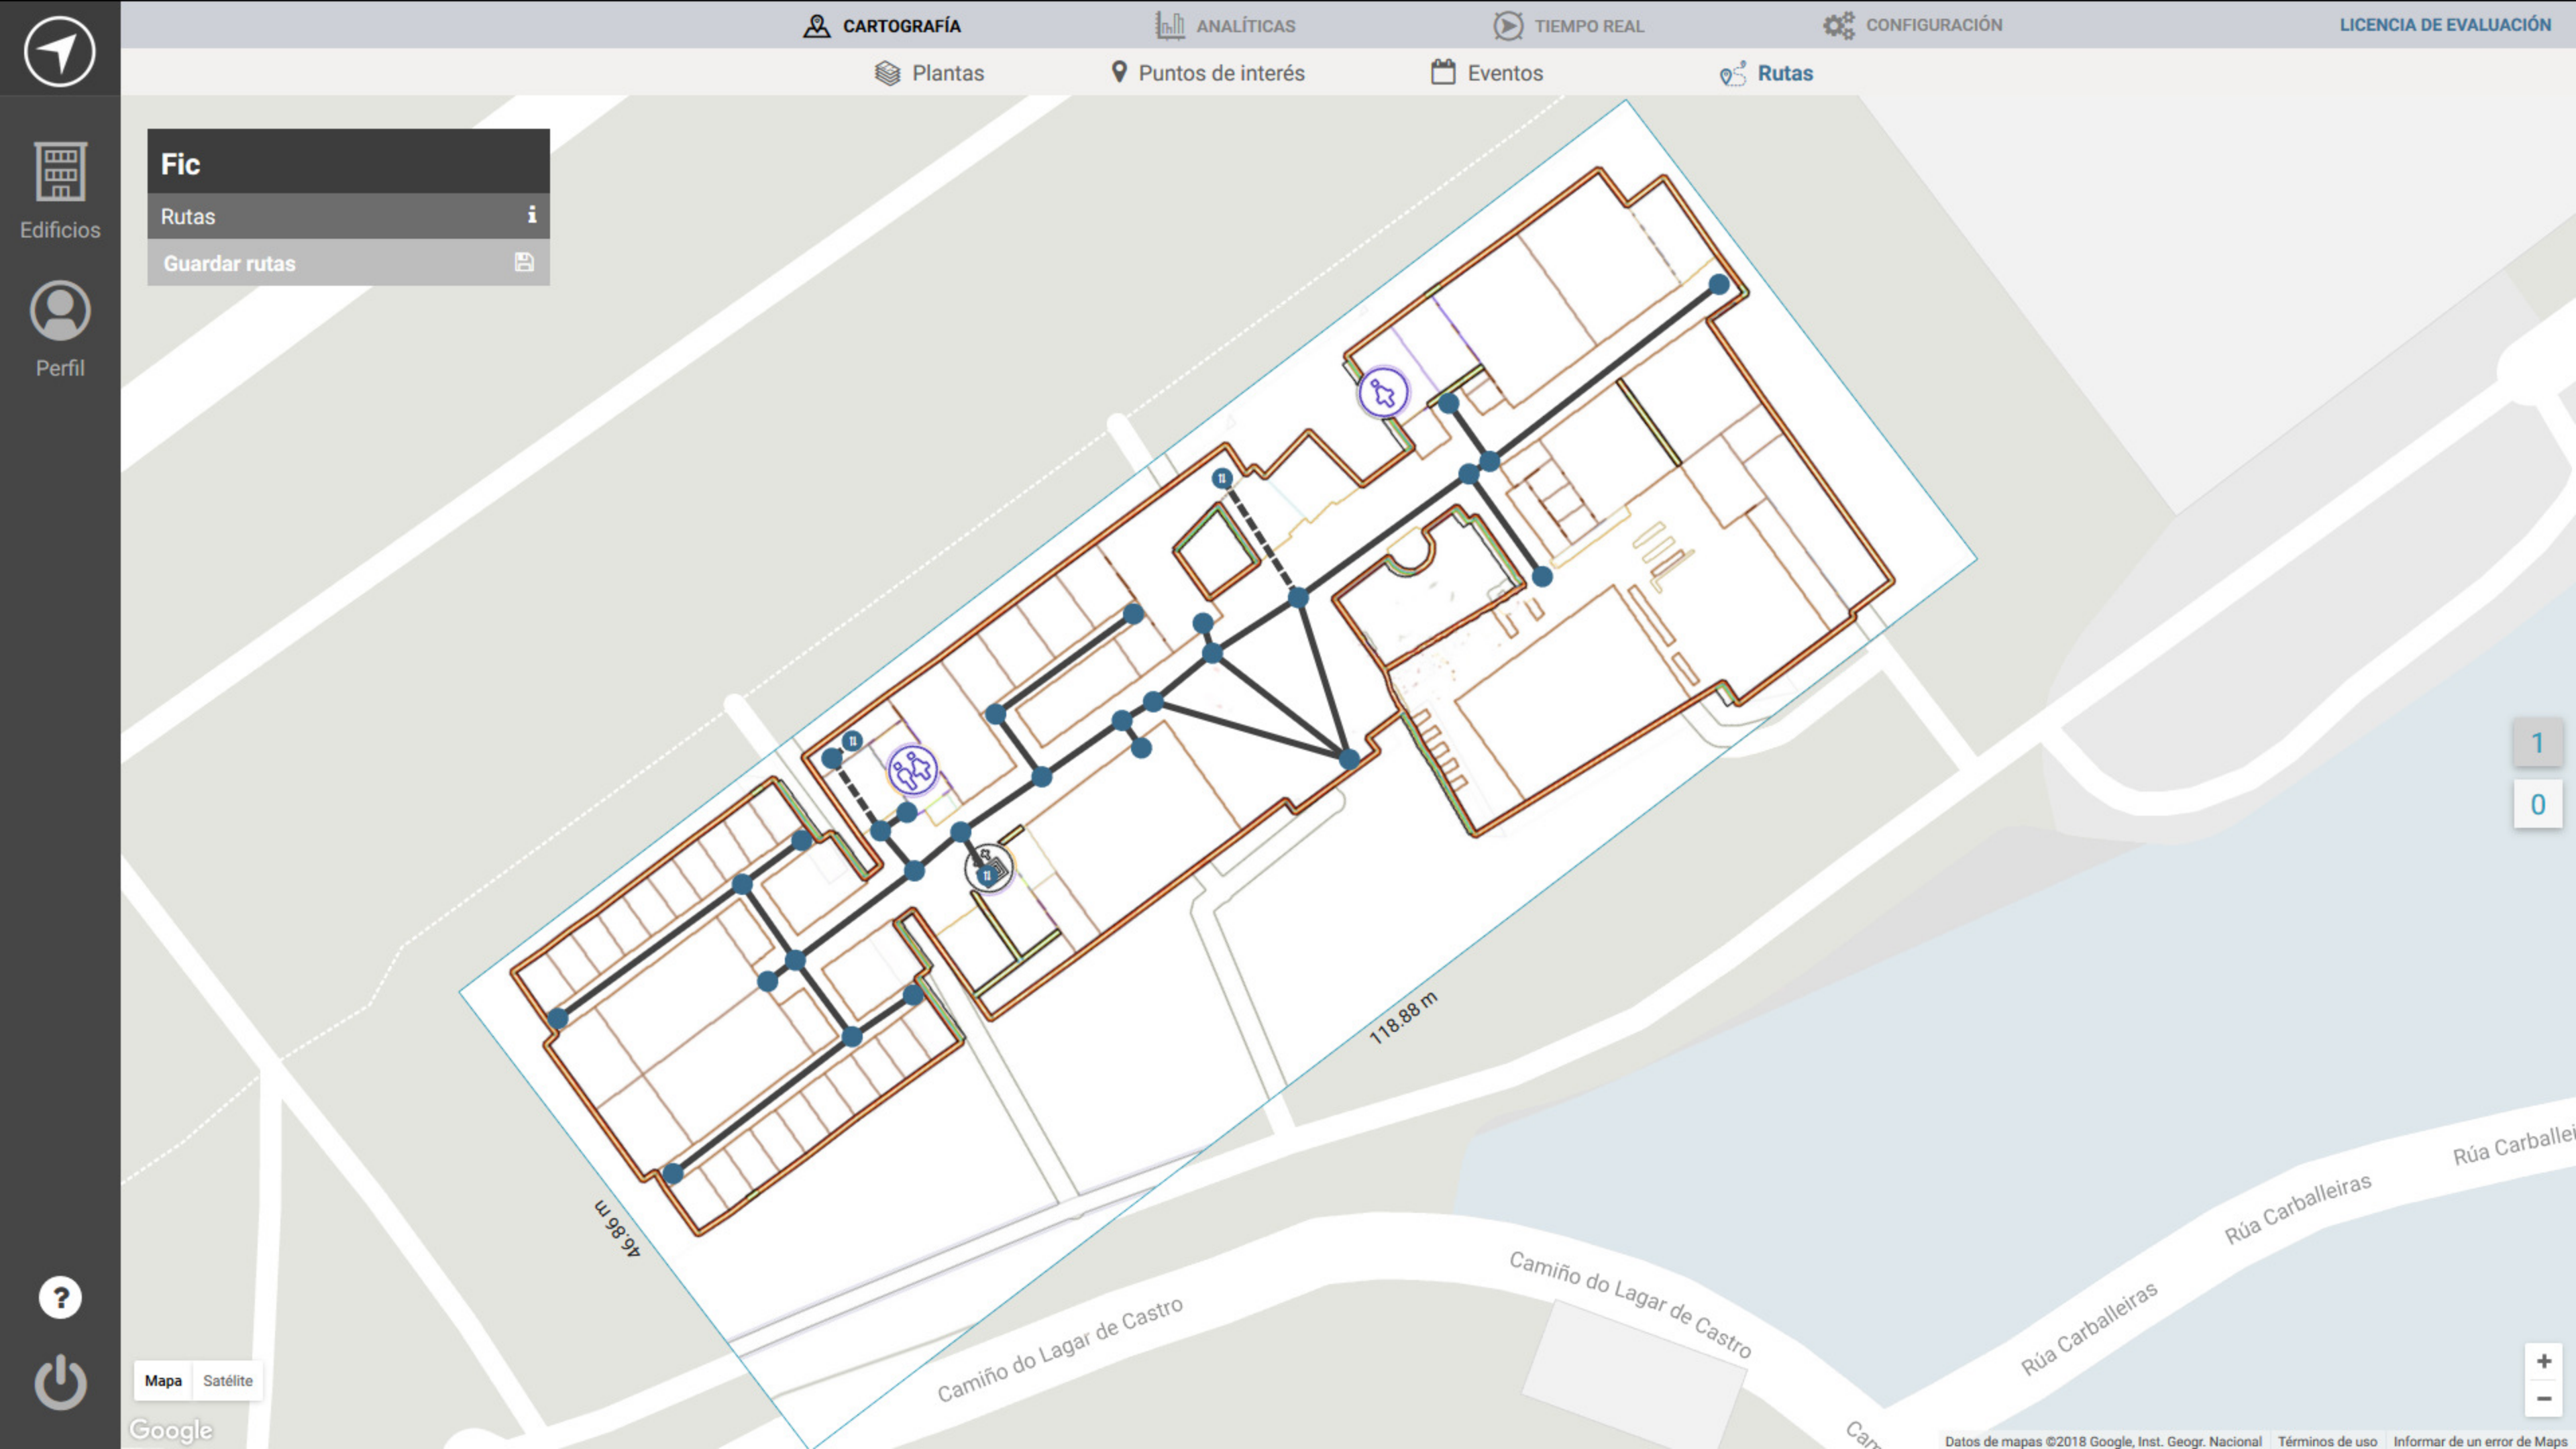 CARTOGRAFÍA
ANALÍTICAS
TIEMPO REAL
CONFIGURACIÓN
LICENCIA DE EVALUACIÓN
Plantas
Puntos de interés
Eventos
Rutas
Edificios
Perfil
?
Fic
Rutas
i
Guardar rutas
118.88 m
46.86 m
1
0
Camiño do Lagar de Castro
Camiño do Lagar de Castro
Rúa Carballeiras
Rúa Carballeiras
Rúa Carballei
Cam
+
−
Mapa
Satélite
Google
Datos de mapas ©2018 Google, Inst. Geogr. Nacional
Términos de uso
Informar de un error de Maps